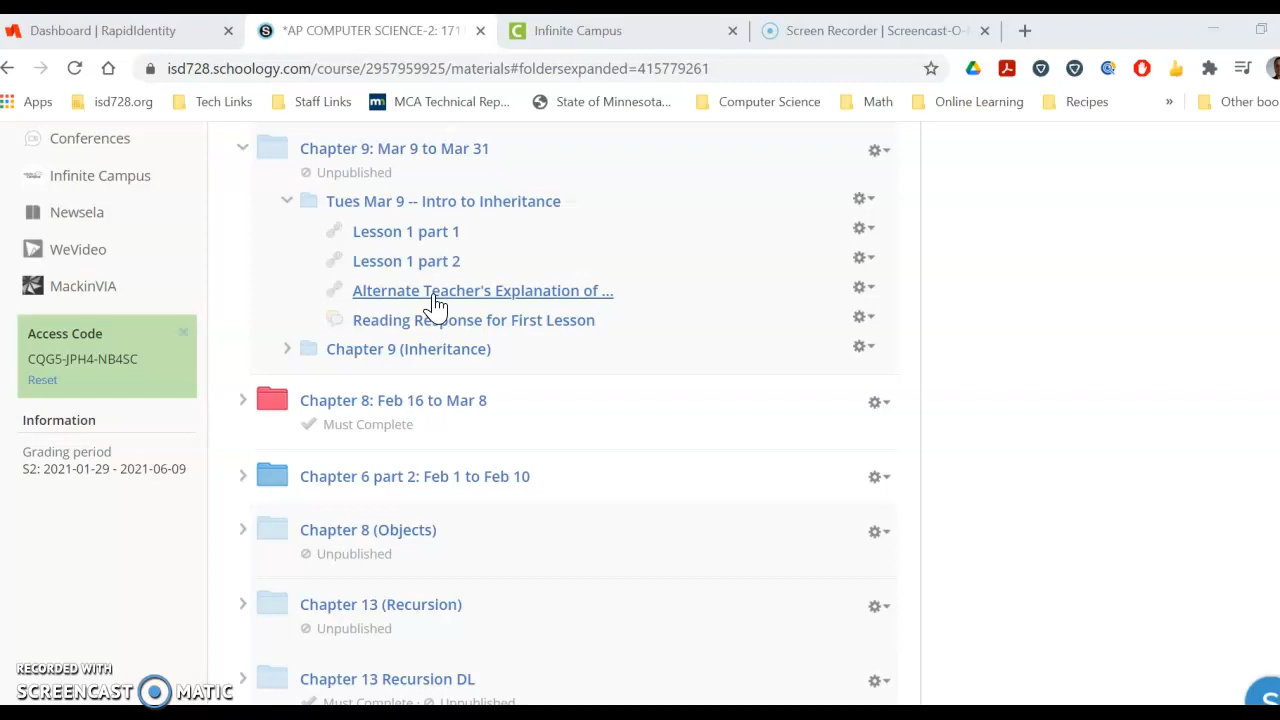 Dashboard | RapidIdentity
*AP COMPUTER SCIENCE-2: 1711
Infinite Campus
Screen Recorder | Screencast-O-
isd728.schoology.com/course/2957959925/materials#foldersexpanded=415779261
Apps isd728.org Tech Links Staff Links MCA Technical Rep... State of Minnesota... Computer Science Math Online Learning Recipes » Other boo
Conferences
Infinite Campus
Newsela
WeVideo
MackinVIA
Access Code
CQG5-JPH4-NB4SC
Reset
Information
Grading period
S2: 2021-01-29 - 2021-06-09
Chapter 9: Mar 9 to Mar 31
Unpublished
Tues Mar 9 -- Intro to Inheritance
Lesson 1 part 1
Lesson 1 part 2
Alternate Teacher's Explanation of ...
Reading Response for First Lesson
Chapter 9 (Inheritance)
Chapter 8: Feb 16 to Mar 8
Must Complete
Chapter 6 part 2: Feb 1 to Feb 10
Chapter 8 (Objects)
Unpublished
Chapter 13 (Recursion)
Unpublished
Chapter 13 Recursion DL
Must Complete · Unpublished
RECORDED WITH
SCREENCAST MATIC